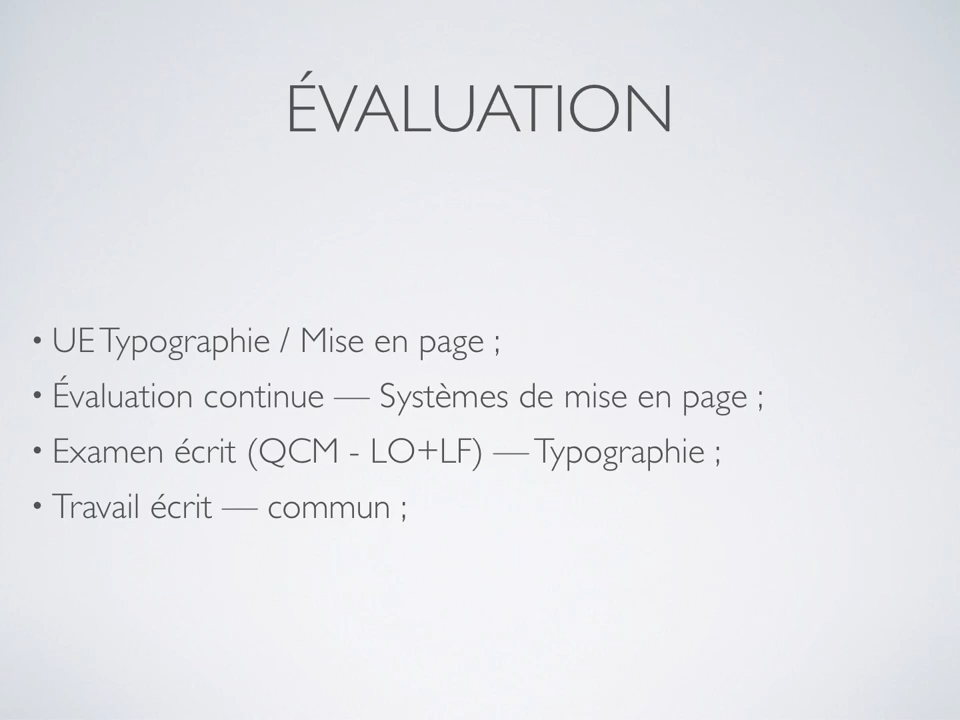 ÉVALUATION
• UE Typographie / Mise en page ;
• Évaluation continue — Systèmes de mise en page ;
• Examen écrit (QCM - LO+LF) — Typographie ;
• Travail écrit — commun ;